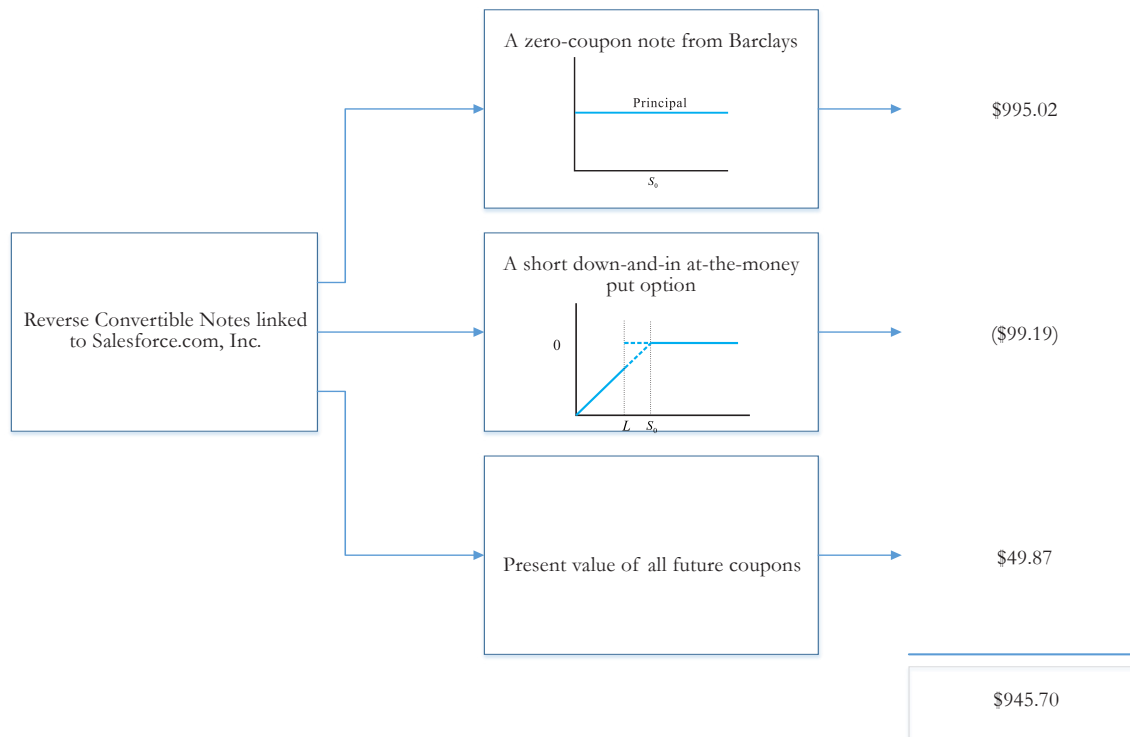 A zero-coupon note from Barclays
Principal
S₀
$995.02
Reverse Convertible Notes linked
to Salesforce.com, Inc.
A short down-and-in at-the-money
put option
0
L S₀
($99.19)
Present value of all future coupons
$49.87
$945.70